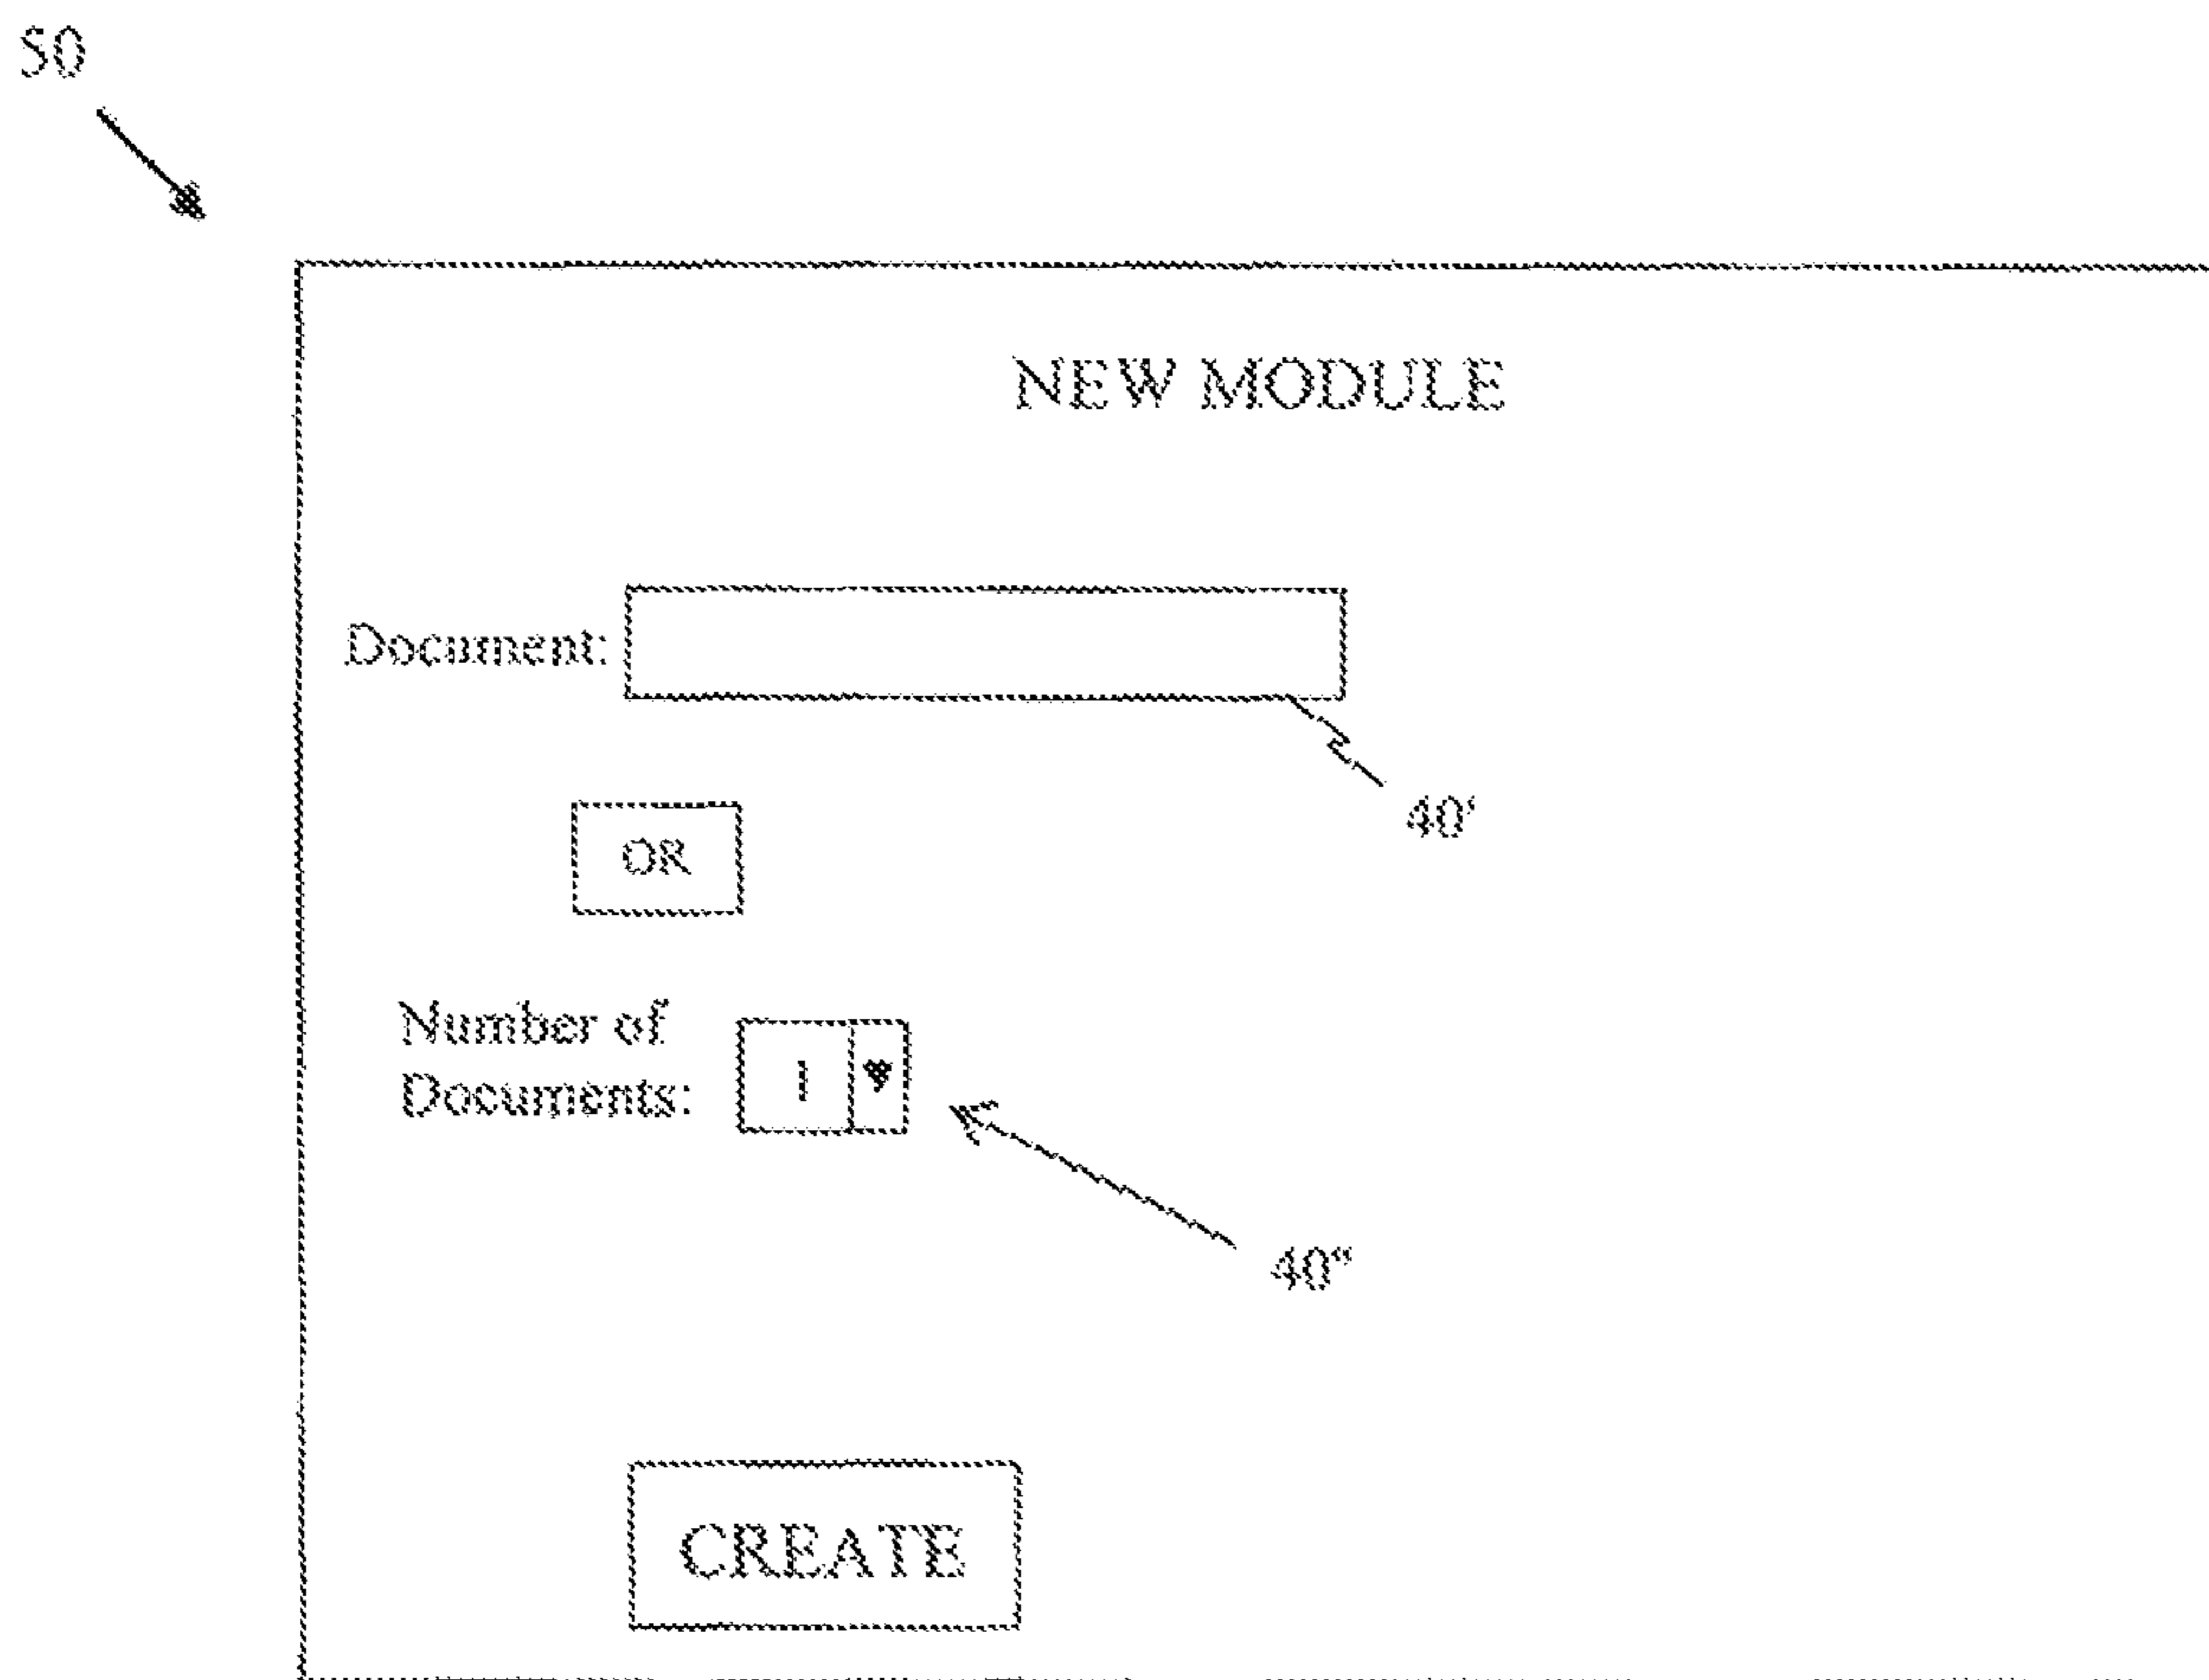 50
NEW MODULE
Document:
40'
OR
Number of
Documents:
1
40"
CREATE